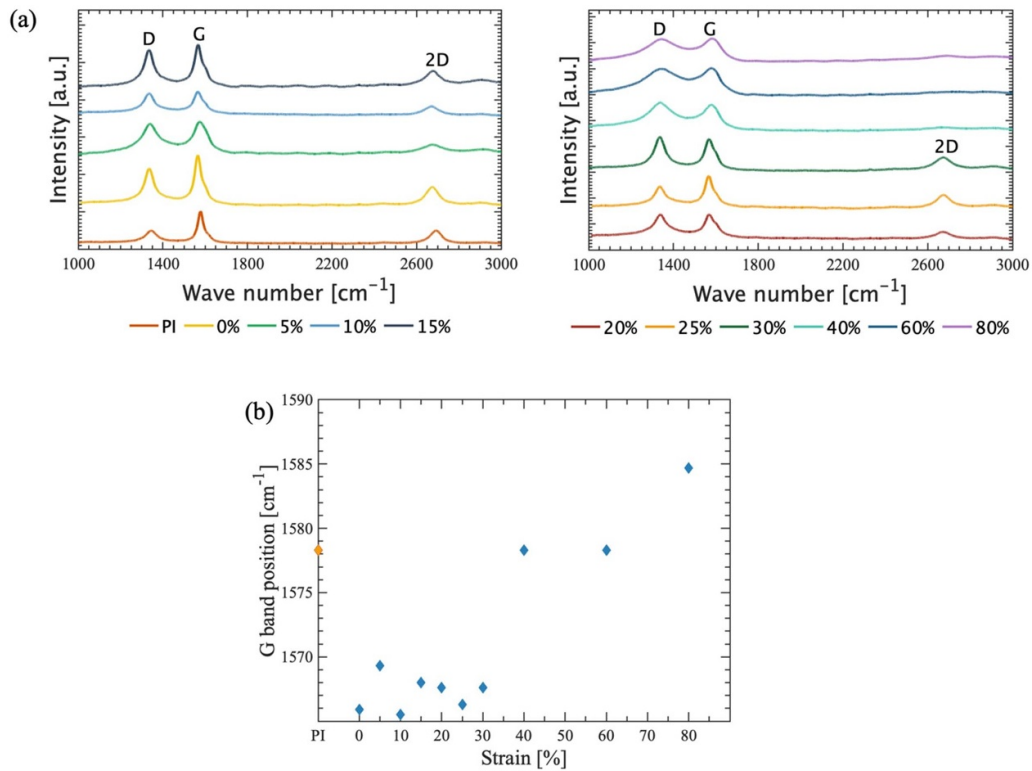 (a)
Intensity [a.u.]
D
G
2D
1000 1400 1800 2200 2600 3000
Wave number [cm⁻¹]
PI 0% 5% 10% 15%
Intensity [a.u.]
D
G
2D
1000 1400 1800 2200 2600 3000
Wave number [cm⁻¹]
20% 25% 30% 40% 60% 80%
(b)
G band position [cm⁻¹]
1590
1585
1580
1575
1570
PI 0 10 20 30 40 50 60 70 80
Strain [%]